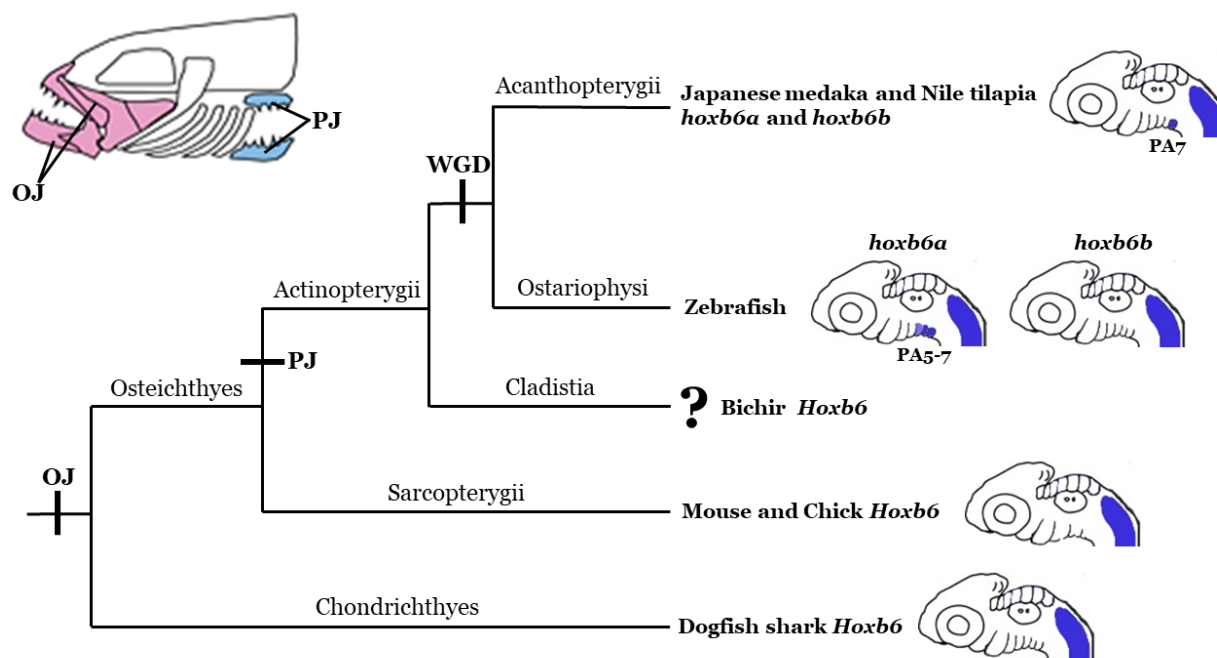 PJ
OJ
Acanthopterygii
Japanese medaka and Nile tilapia
hoxb6a and hoxb6b
PA7
WGD
hoxb6a
hoxb6b
Actinopterygii
Ostariophysi
Zebrafish
PA5-7
PJ
Osteichthyes
Cladistia
? Bichir Hoxb6
OJ
Sarcopterygii
Mouse and Chick Hoxb6
Chondrichthyes
Dogfish shark Hoxb6